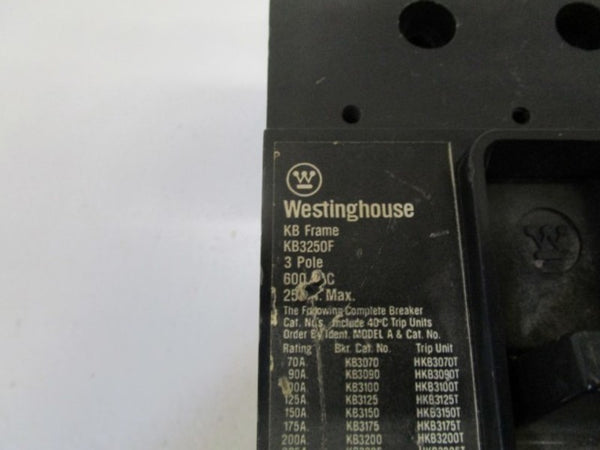 W
Westinghouse
KB Frame
KB3250F
3 Pole
600
Max.
The Following Complete Breaker
Cat. Include 40°C Trip Units
Order By Ident. MODEL A & Cat. No.
Rating Bkr. Cat. No. Trip Unit
70A KB3070 HKB3070T
90A. KB3090 HKB3090T
KB3100 HKB3100T
125A KB3125 HKB3125T
150A. KB3150 HKB3150T
175A. KB3175 HKB3175T
200A. KB3200 HKB3200T
W